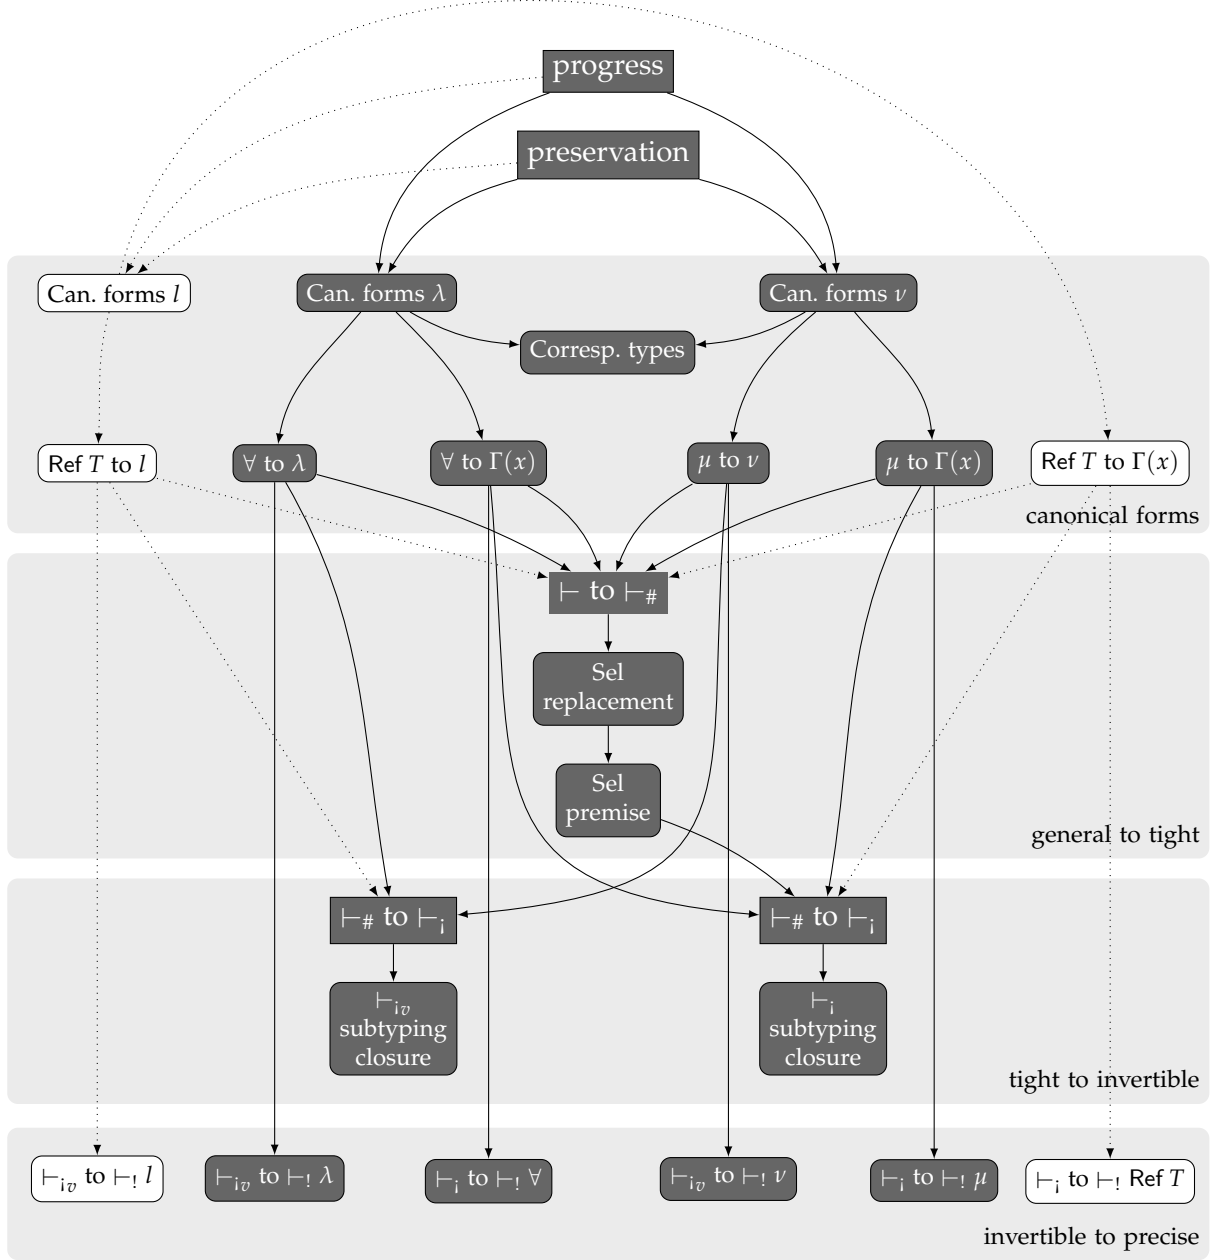 progress
preservation
Can. forms l
Can. forms λ
Can. forms ν
Corresp. types
Ref T to l
∀ to λ
∀ to Γ(x)
μ to ν
μ to Γ(x)
Ref T to Γ(x)
canonical forms
⊢ to ⊢#
Sel
replacement
Sel
premise
general to tight
⊢# to ⊢¡
⊢# to ⊢¡
⊢¡v
subtyping
closure
⊢¡
subtyping
closure
tight to invertible
⊢¡v to ⊢! l
⊢¡v to ⊢! λ
⊢¡ to ⊢! ∀
⊢¡v to ⊢! ν
⊢¡ to ⊢! μ
⊢¡ to ⊢! Ref T
invertible to precise